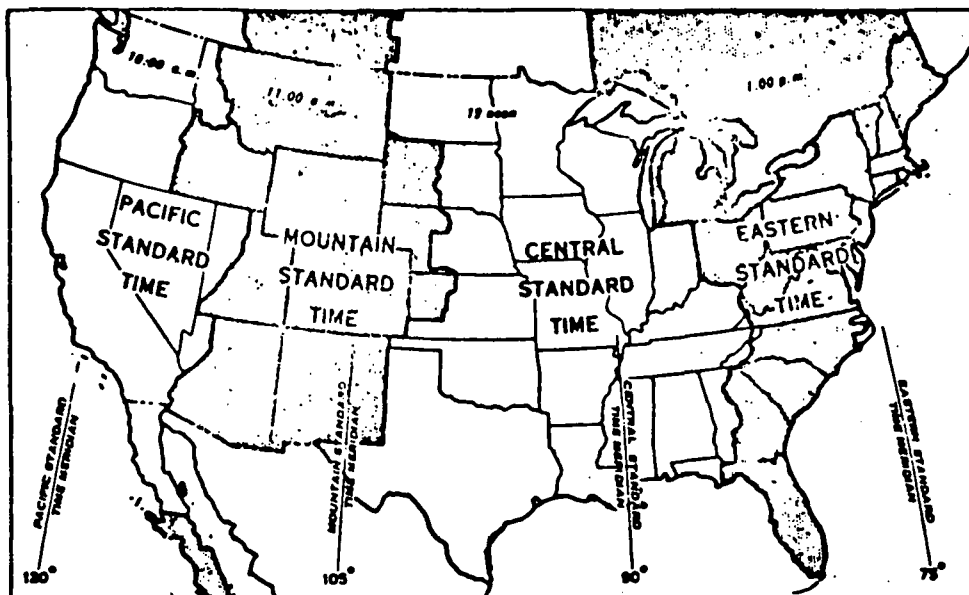 10.00 a.m.
11.00 a.m.
12 noon
1.00 p.m.
PACIFIC
STANDARD
TIME
MOUNTAIN
STANDARD
TIME
CENTRAL
STANDARD
TIME
EASTERN
STANDARD
TIME
PACIFIC STANDARD
TIME MERIDIAN
MOUNTAIN STANDARD
TIME MERIDIAN
CENTRAL STANDARD
TIME MERIDIAN
EASTERN STANDARD
TIME MERIDIAN
120°
105°
90°
75°